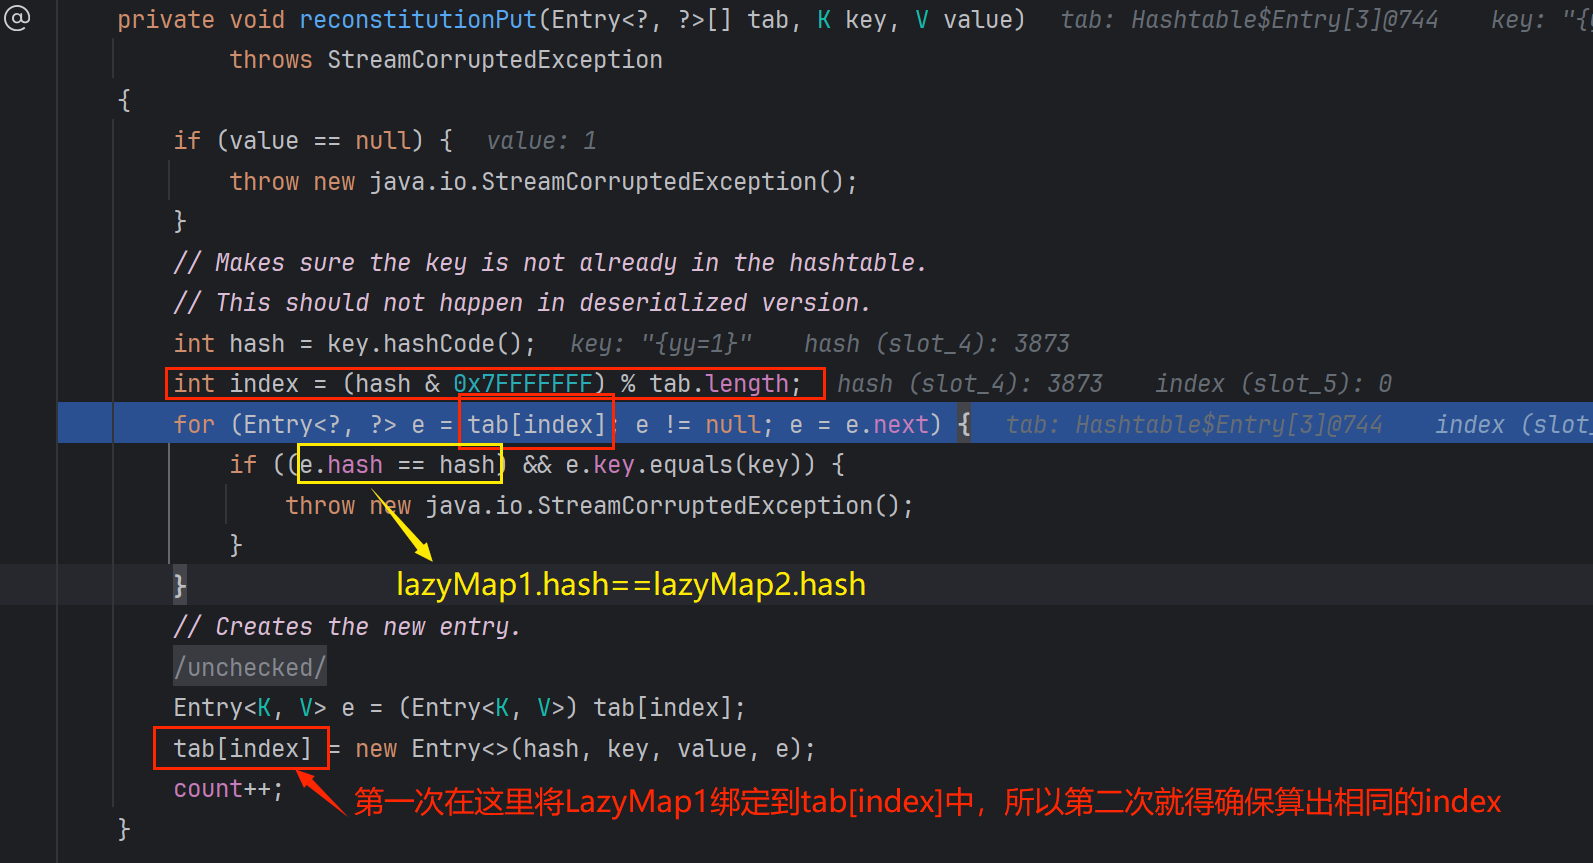 private void reconstitutionPut(Entry<?, ?>[] tab, K key, V value) tab: Hashtable$Entry[3]@744 key: "{
throws StreamCorruptedException
{
if (value == null) { value: 1
throw new java.io.StreamCorruptedException();
}
// Makes sure the key is not already in the hashtable.
// This should not happen in deserialized version.
int hash = key.hashCode(); key: "{yy=1}" hash (slot_4): 3873
int index = (hash & 0x7FFFFFFF) % tab.length; hash (slot_4): 3873 index (slot_5): 0
for (Entry<?, ?> e = tab[index]; e != null; e = e.next) { tab: Hashtable$Entry[3]@744 index (slot_
if ((e.hash == hash) && e.key.equals(key)) {
throw new java.io.StreamCorruptedException();
}
}
lazyMap1.hash==lazyMap2.hash
// Creates the new entry.
/unchecked/
Entry<K, V> e = (Entry<K, V>) tab[index];
tab[index] = new Entry<>(hash, key, value, e);
count++;
第一次在这里将LazyMap1绑定到tab[index]中，所以第二次就得确保算出相同的index
}